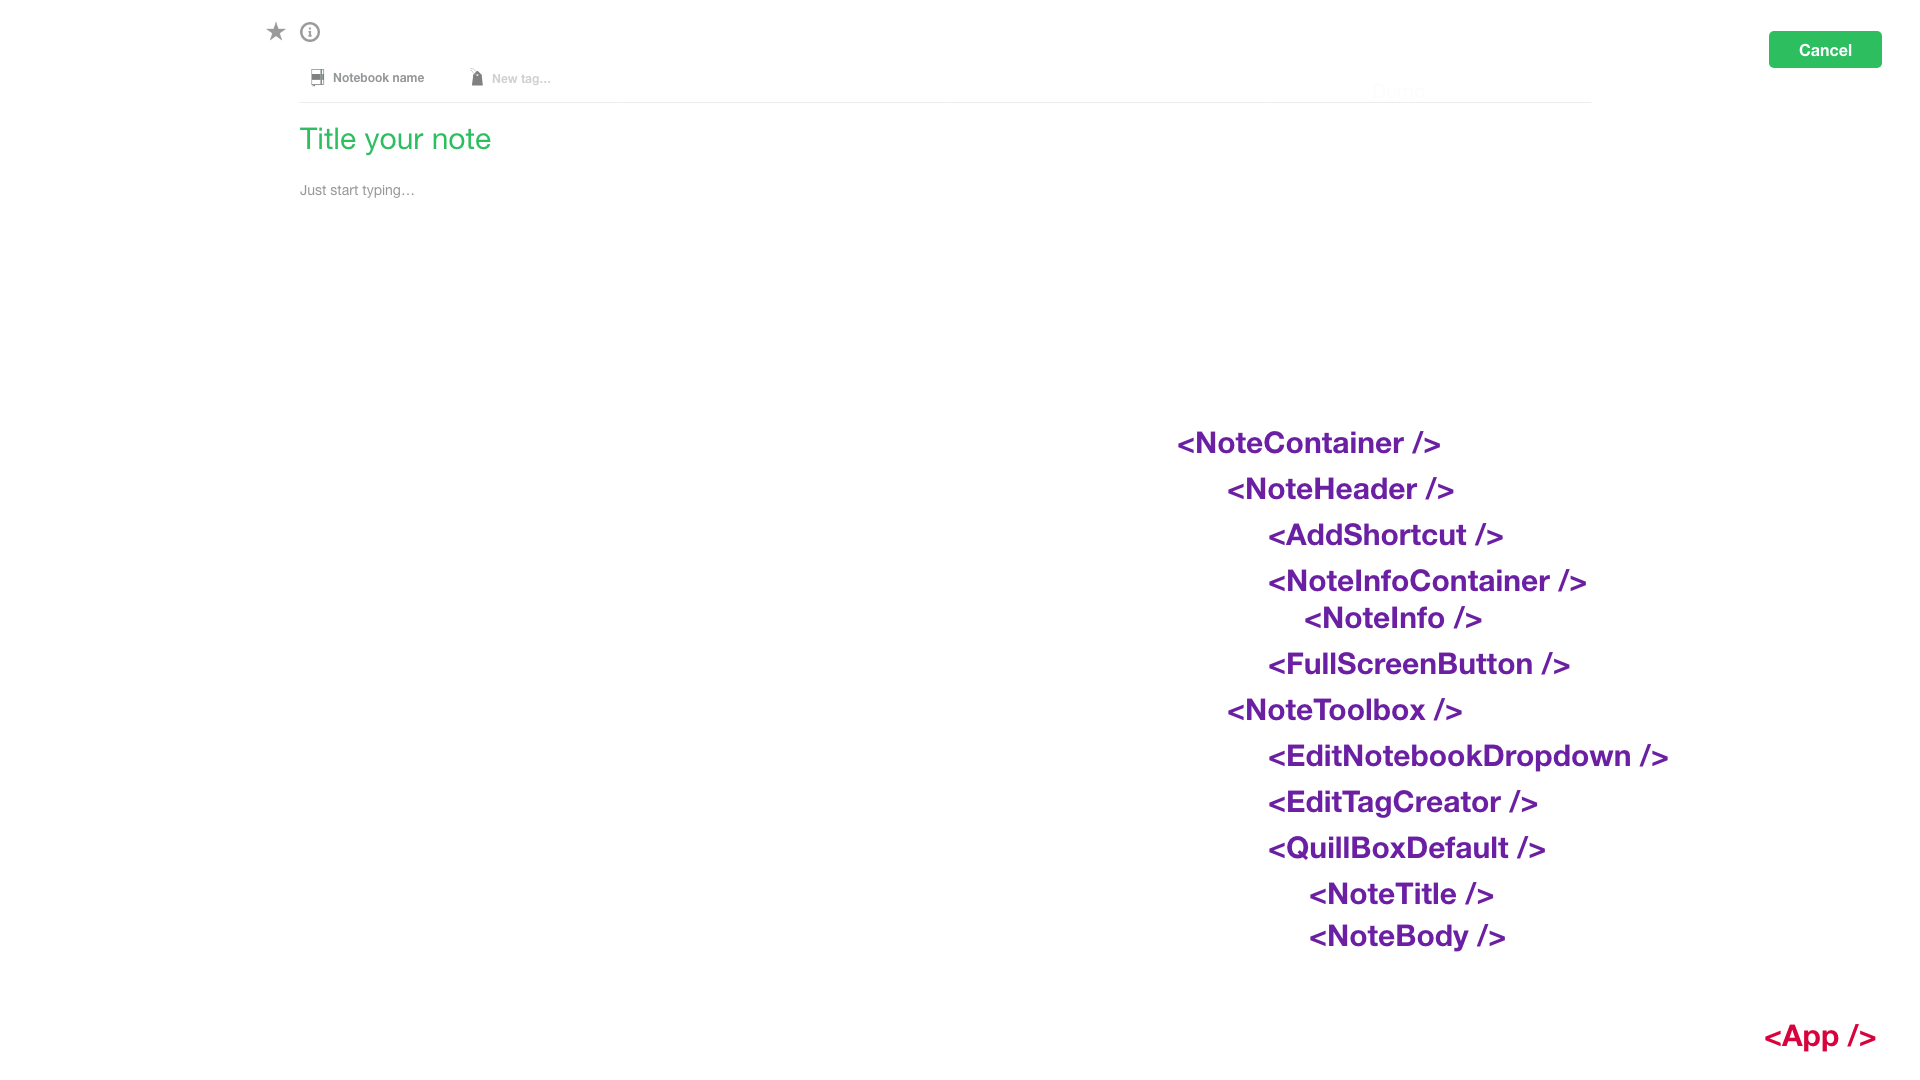 Cancel
Notebook name
New tag...
Title your note
Just start typing...
<NoteContainer />
<NoteHeader />
<AddShortcut />
<NoteInfoContainer />
<NoteInfo />
<FullScreenButton />
<NoteToolbox />
<EditNotebookDropdown />
<EditTagCreator />
<QuillBoxDefault />
<NoteTitle />
<NoteBody />
<App />